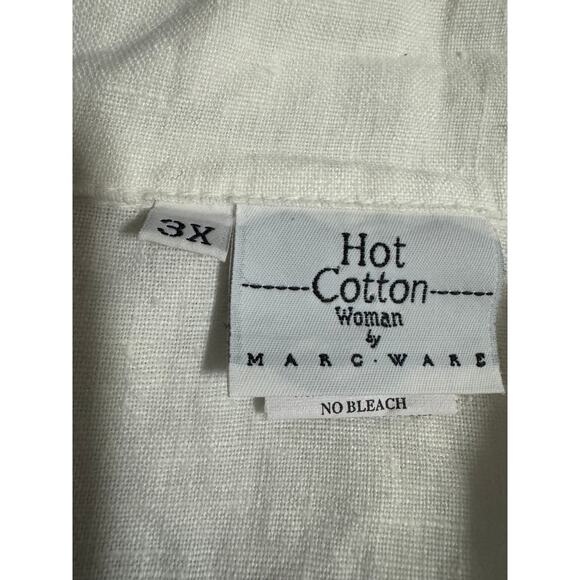 3X
Hot
Cotton
Woman
by
MARC·WARE
NO BLEACH